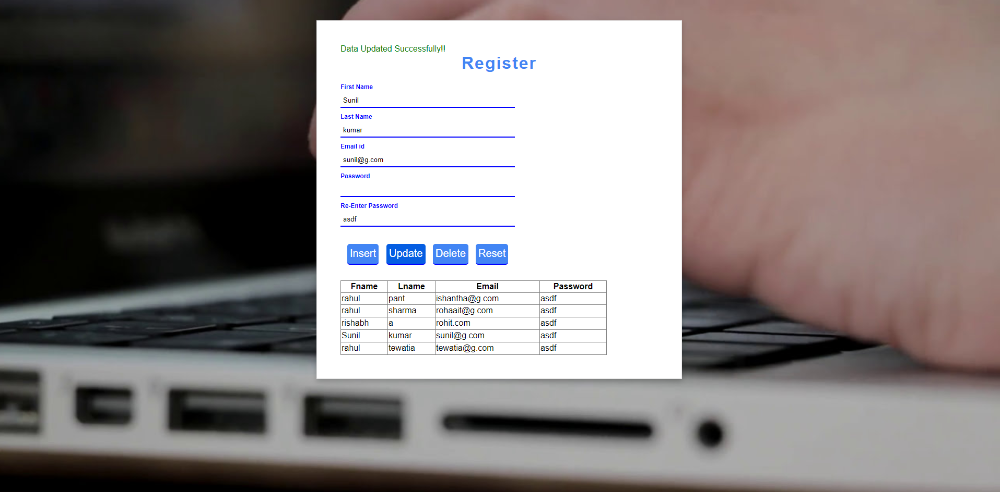 Data Updated Successfully!!
Register
First Name
Sunil
Last Name
kumar
Email id
sunil@g.com
Password
Re-Enter Password
asdf
Insert Update Delete Reset
Fname Lname Email Password
rahul pant ishantha@g.com asdf
rahul sharma rohaait@g.com asdf
rishabh a rohit.com asdf
Sunil kumar sunil@g.com asdf
rahul tewatia tewatia@g.com asdf